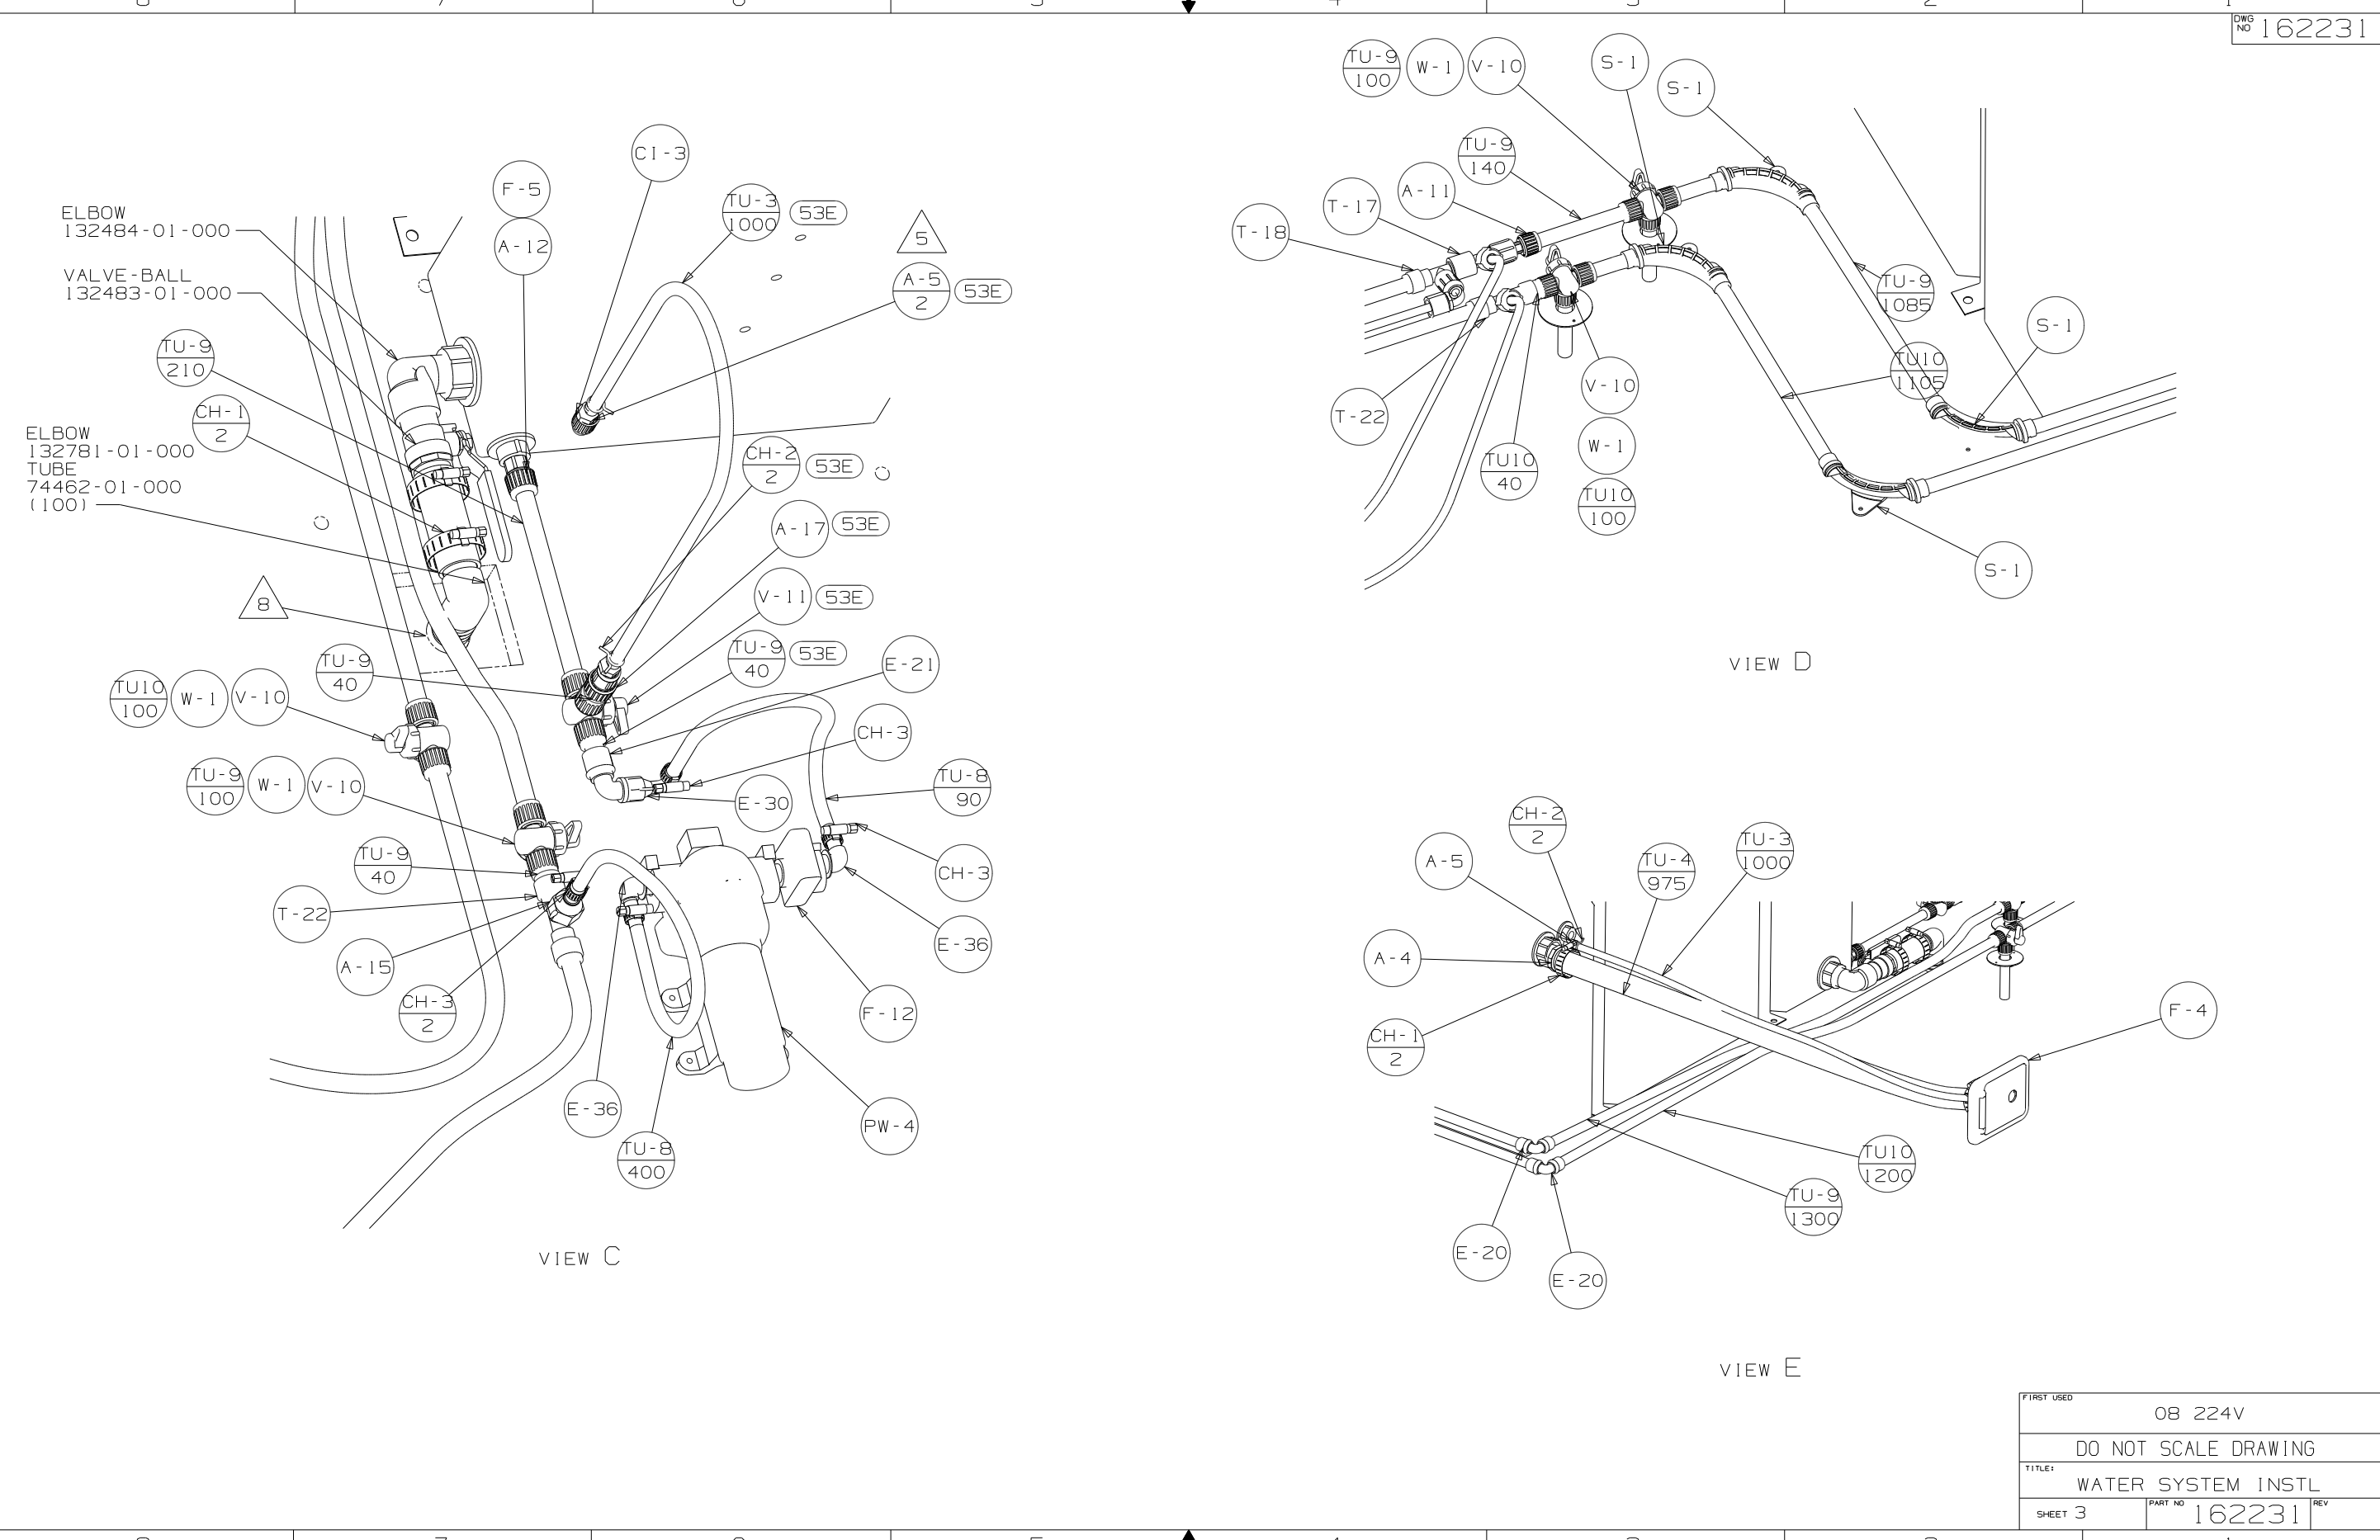 DWG NO 162231
ELBOW
132484-01-000
VALVE-BALL
132483-01-000
TU-9
210
CH-1
2
ELBOW
132781-01-000
TUBE
74462-01-000
(100)
8
TU10
100
W-1
V-10
TU-9
40
TU-9
100
W-1
V-10
TU-9
40
T-22
A-15
CH-3
2
F-5
A-12
CI-3
TU-3
1000
53E
5
A-5
2
53E
CH-2
2
53E
A-17
53E
V-11
53E
TU-9
40
53E
E-21
CH-3
E-30
TU-8
90
CH-3
E-36
F-12
PW-4
E-36
TU-8
400
VIEW C
TU-9
100
W-1
V-10
S-1
S-1
TU-9
140
A-11
T-17
T-18
TU-9
1085
S-1
TU10
1105
T-22
V-10
TU10
40
W-1
TU10
100
S-1
VIEW D
CH-2
2
A-5
TU-4
975
TU-3
1000
A-4
CH-1
2
F-4
TU10
1200
TU-9
1300
E-20
E-20
VIEW E
FIRST USED
08 224V
DO NOT SCALE DRAWING
TITLE:
WATER SYSTEM INSTL
SHEET 3
PART NO 162231
REV